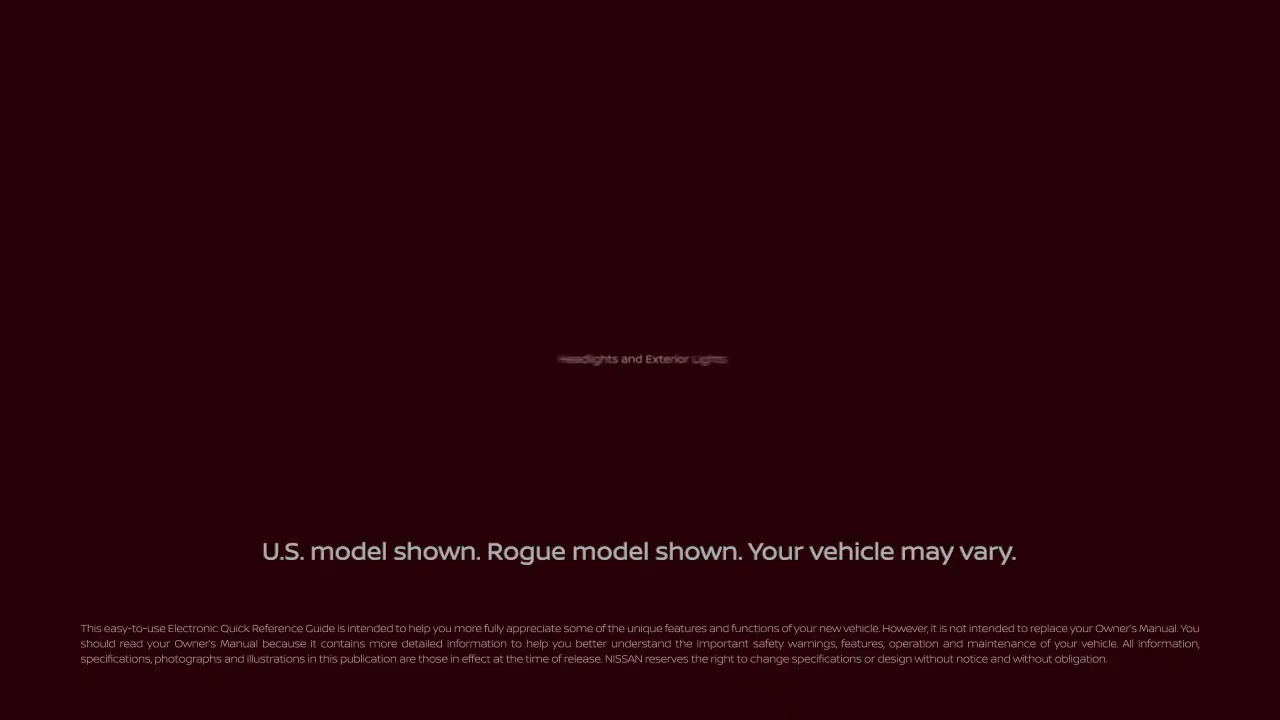 Headlights and Exterior Lights
U.S. model shown. Rogue model shown. Your vehicle may vary.
This easy-to-use Electronic Quick Reference Guide is intended to help you more fully appreciate some of the unique features and functions of your new vehicle. However, it is not intended to replace your Owner's Manual. You
should read your Owner's Manual because it contains more detailed information to help you better understand the important safety warnings, features, operation and maintenance of your vehicle. All information,
specifications, photographs and illustrations in this publication are those in effect at the time of release. NISSAN reserves the right to change specifications or design without notice and without obligation.